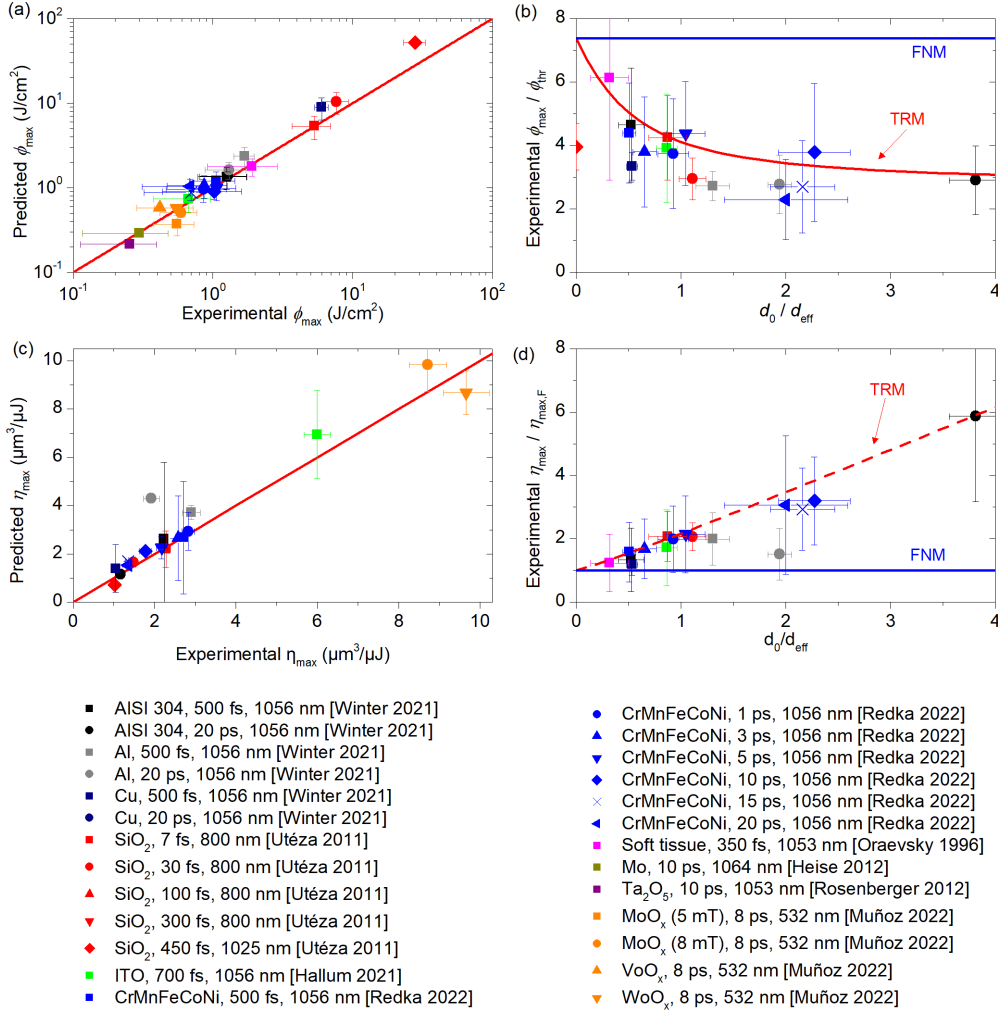 (a)
Predicted ϕmax (J/cm²)
10²
10¹
10⁰
10⁻¹
10⁻¹ 10⁰ 10¹ 10²
Experimental ϕmax (J/cm²)
(b)
Experimental ϕmax / ϕthr
8
6
4
2
0
FNM
TRM
0 1 2 3 4
d0 / deff
(c)
Predicted ηmax (μm³/μJ)
10
8
6
4
2
0
0 2 4 6 8 10
Experimental ηmax (μm³/μJ)
(d)
Experimental ηmax / ηmax,F
8
6
4
2
0
TRM
FNM
0 1 2 3 4
d0/deff
AISI 304, 500 fs, 1056 nm [Winter 2021]
AISI 304, 20 ps, 1056 nm [Winter 2021]
Al, 500 fs, 1056 nm [Winter 2021]
Al, 20 ps, 1056 nm [Winter 2021]
Cu, 500 fs, 1056 nm [Winter 2021]
Cu, 20 ps, 1056 nm [Winter 2021]
SiO2, 7 fs, 800 nm [Utéza 2011]
SiO2, 30 fs, 800 nm [Utéza 2011]
SiO2, 100 fs, 800 nm [Utéza 2011]
SiO2, 300 fs, 800 nm [Utéza 2011]
SiO2, 450 fs, 1025 nm [Utéza 2011]
ITO, 700 fs, 1056 nm [Hallum 2021]
CrMnFeCoNi, 500 fs, 1056 nm [Redka 2022]
CrMnFeCoNi, 1 ps, 1056 nm [Redka 2022]
CrMnFeCoNi, 3 ps, 1056 nm [Redka 2022]
CrMnFeCoNi, 5 ps, 1056 nm [Redka 2022]
CrMnFeCoNi, 10 ps, 1056 nm [Redka 2022]
CrMnFeCoNi, 15 ps, 1056 nm [Redka 2022]
CrMnFeCoNi, 20 ps, 1056 nm [Redka 2022]
Soft tissue, 350 fs, 1053 nm [Oraevsky 1996]
Mo, 10 ps, 1064 nm [Heise 2012]
Ta2O5, 10 ps, 1053 nm [Rosenberger 2012]
MoOx (5 mT), 8 ps, 532 nm [Muñoz 2022]
MoOx (8 mT), 8 ps, 532 nm [Muñoz 2022]
VoOx, 8 ps, 532 nm [Muñoz 2022]
WoOx, 8 ps, 532 nm [Muñoz 2022]